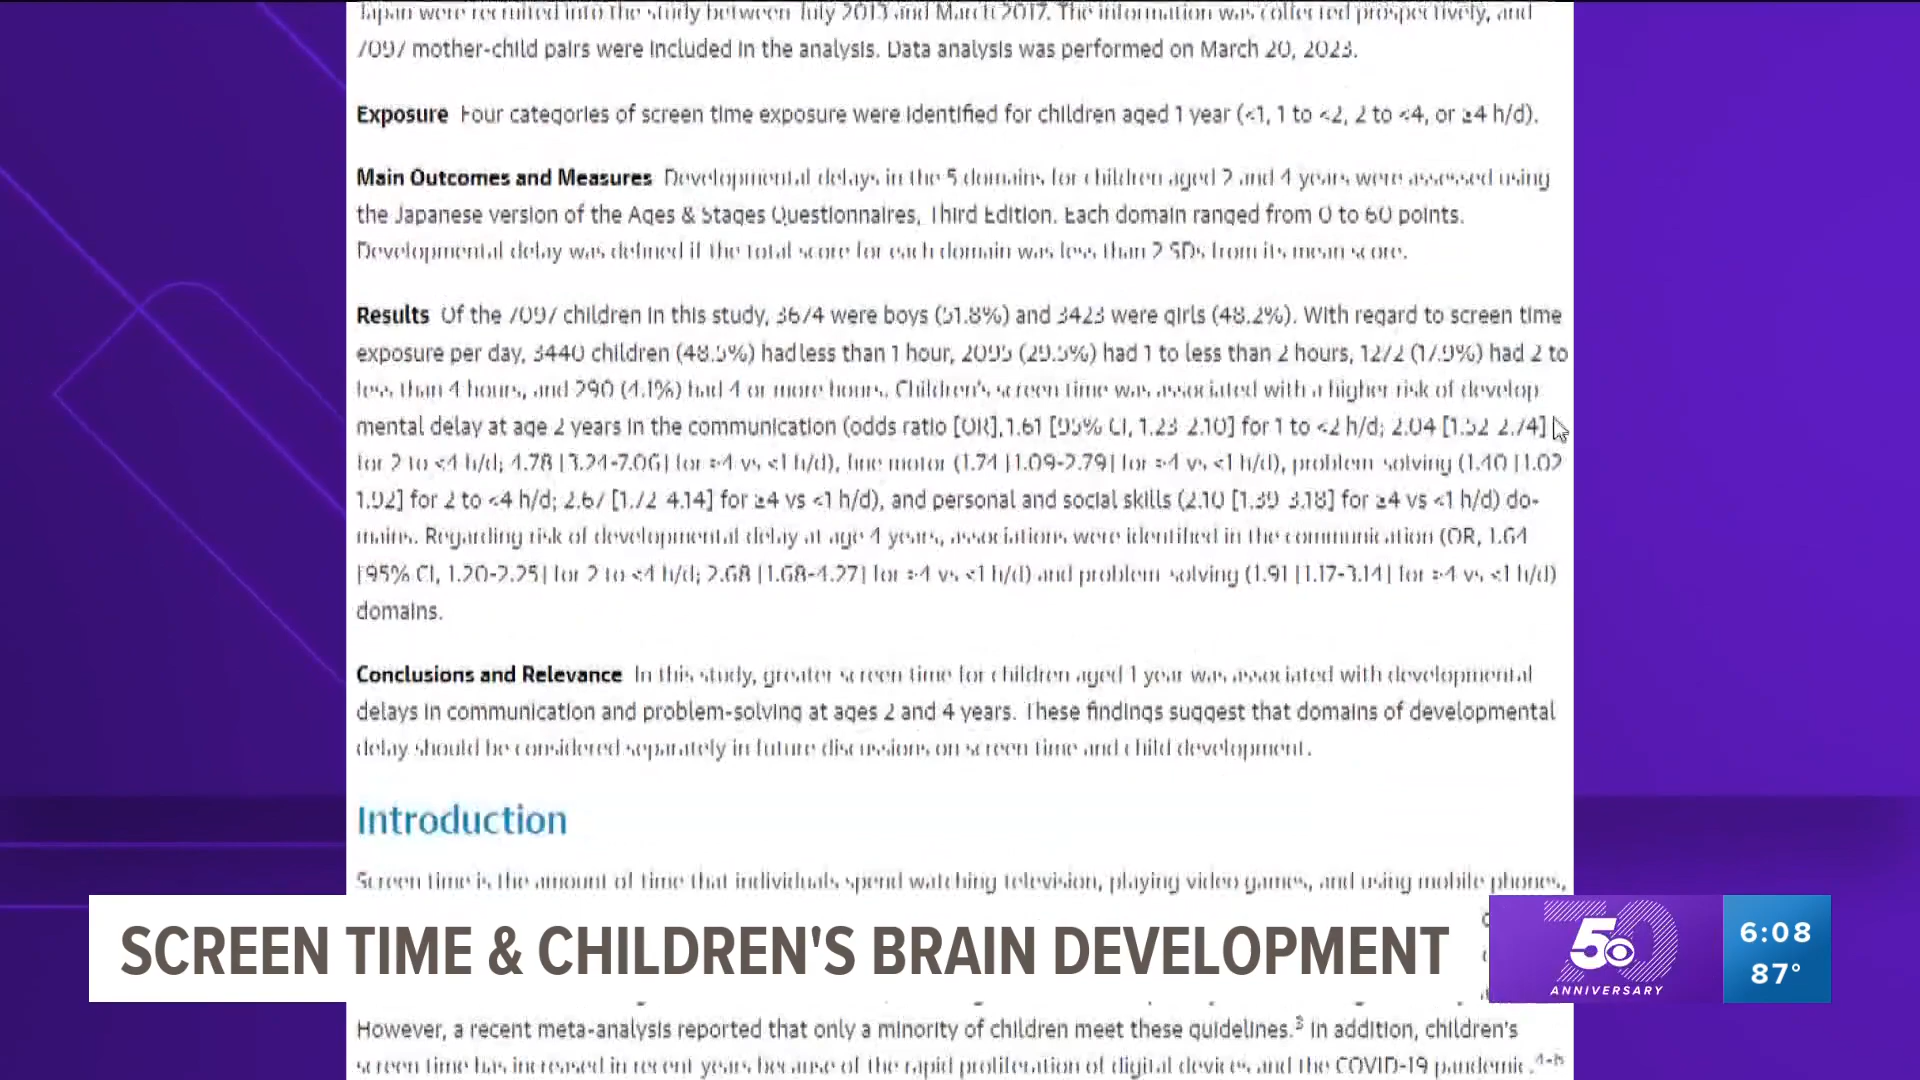 Japan were recruited into the study between July 2013 and March 2017. The information was collected prospectively, and
7097 mother-child pairs were included in the analysis. Data analysis was performed on March 20, 2023.
Exposure Four categories of screen time exposure were identified for children aged 1 year (<1, 1 to <2, 2 to <4, or ≥4 h/d).
Main Outcomes and Measures Developmental delays in the 5 domains for children aged 2 and 4 years were assessed using
the Japanese version of the Ages & Stages Questionnaires, Third Edition. Each domain ranged from 0 to 60 points.
Developmental delay was defined if the total score for each domain was less than 2 SDs from its mean score.
Results Of the 7097 children in this study, 3674 were boys (51.8%) and 3423 were girls (48.2%). With regard to screen time
exposure per day, 3440 children (48.5%) had less than 1 hour, 2095 (29.5%) had 1 to less than 2 hours, 1272 (17.9%) had 2 to
less than 4 hours, and 290 (4.1%) had 4 or more hours. Children's screen time was associated with a higher risk of develop
mental delay at age 2 years in the communication (odds ratio [OR], 1.61 [95% CI, 1.23-2.10] for 1 to <2 h/d; 2.04 [1.52-2.74]
for 2 to <4 h/d; 4.78 [3.24-7.06] for ≥4 vs <1 h/d), fine motor (1.74 [1.09-2.79] for ≥4 vs <1 h/d), problem solving (1.40 [1.02
1.92] for 2 to <4 h/d; 2.67 [1.72-4.14] for ≥4 vs <1 h/d), and personal and social skills (2.10 [1.39-3.18] for ≥4 vs <1 h/d) do-
mains. Regarding risk of developmental delay at age 4 years, associations were identified in the communication (OR, 1.64
[95% CI, 1.20-2.25] for 2 to <4 h/d; 2.68 [1.68-4.27] for ≥4 vs <1 h/d) and problem solving (1.91 [1.17-3.14] for ≥4 vs <1 h/d)
domains.
Conclusions and Relevance In this study, greater screen time for children aged 1 year was associated with developmental
delays in communication and problem-solving at ages 2 and 4 years. These findings suggest that domains of developmental
delay should be considered separately in future discussions on screen time and child development.
Introduction
Screen time is the amount of time that individuals spend watching television, playing video games, and using mobile phones,
SCREEN TIME & CHILDREN'S BRAIN DEVELOPMENT
70
5
ANNIVERSARY
6:08
87°
However, a recent meta-analysis reported that only a minority of children meet these guidelines.3 In addition, children's
screen time has increased in recent years because of the rapid proliferation of digital devices and the COVID-19 pandemic.4-6